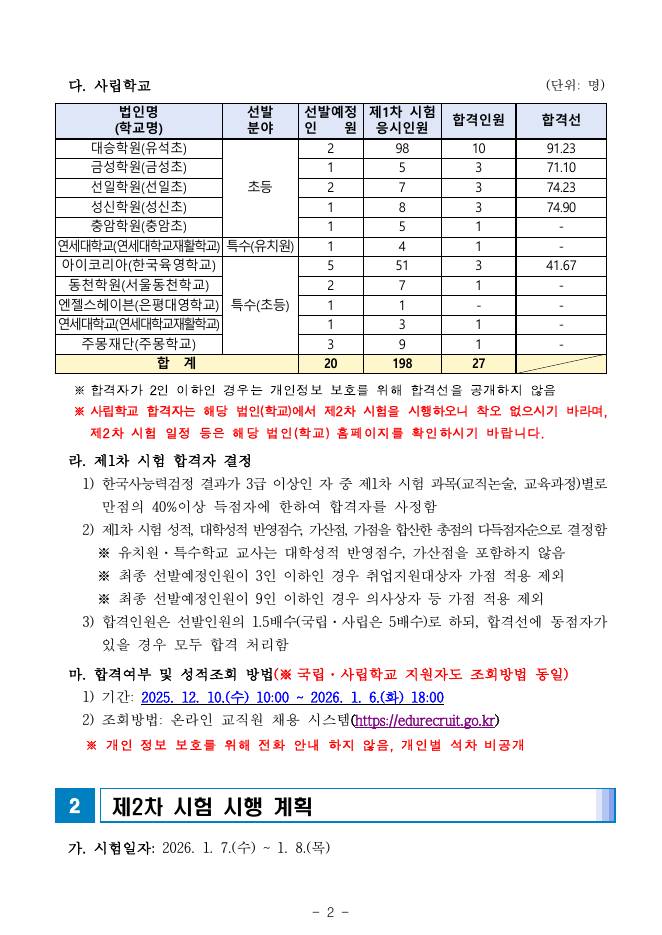 다. 사립학교 (단위: 명)
법인명 선발 선발예정 제1차 시험 합격인원 합격선
(학교명) 분야 인 원 응시인원
대승학원(유석초) 2 98 10 91.23
금성학원(금성초) 1 5 3 71.10
선일학원(선일초) 초등 2 7 3 74.23
성신학원(성신초) 1 8 3 74.90
충암학원(충암초) 1 5 1 -
연세대학교(연세대학교재활학교) 특수(유치원) 1 4 1 -
아이코리아(한국육영학교) 5 51 3 41.67
동천학원(서울동천학교) 2 7 1 -
엔젤스헤이븐(은평대영학교) 특수(초등) 1 1 - -
연세대학교(연세대학교재활학교) 1 3 1 -
주몽재단(주몽학교) 3 9 1 -
합 계 20 198 27
※ 합격자가 2인 이하인 경우는 개인정보 보호를 위해 합격선을 공개하지 않음
※ 사립학교 합격자는 해당 법인(학교)에서 제2차 시험을 시행하오니 착오 없으시기 바라며,
제2차 시험 일정 등은 해당 법인(학교) 홈페이지를 확인하시기 바랍니다.
라. 제1차 시험 합격자 결정
1) 한국사능력검정 결과가 3급 이상인 자 중 제1차 시험 과목(교직논술, 교육과정)별로
만점의 40%이상 득점자에 한하여 합격자를 사정함
2) 제1차 시험 성적, 대학성적 반영점수, 가산점, 가점을 합산한 총점의 다득점자순으로 결정함
※ 유치원·특수학교 교사는 대학성적 반영점수, 가산점을 포함하지 않음
※ 최종 선발예정인원이 3인 이하인 경우 취업지원대상자 가점 적용 제외
※ 최종 선발예정인원이 9인 이하인 경우 의사상자 등 가점 적용 제외
3) 합격인원은 선발인원의 1.5배수(국립·사립은 5배수)로 하되, 합격선에 동점자가
있을 경우 모두 합격 처리함
마. 합격여부 및 성적조회 방법(※ 국립·사립학교 지원자도 조회방법 동일)
1) 기간: 2025. 12. 10.(수) 10:00 ~ 2026. 1. 6.(화) 18:00
2) 조회방법: 온라인 교직원 채용 시스템(https://edurecruit.go.kr)
※ 개인 정보 보호를 위해 전화 안내 하지 않음, 개인별 석차 비공개
2 제2차 시험 시행 계획
가. 시험일자: 2026. 1. 7.(수) ~ 1. 8.(목)
- 2 -